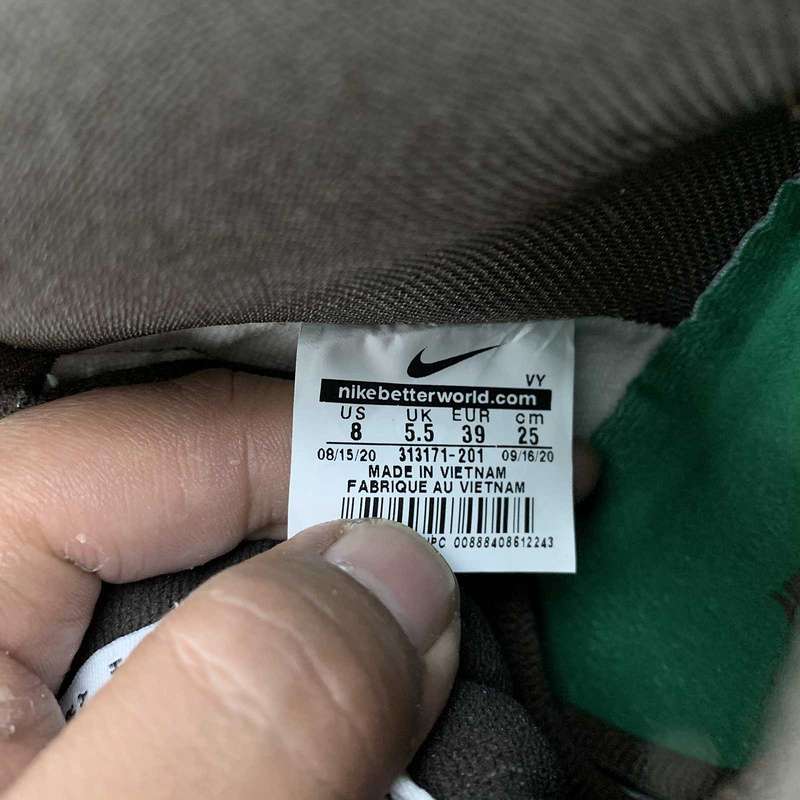 VY
nikebetterworld.com
US UK EUR cm
8 5.5 39 25
08/15/20 313171-201 09/16/20
MADE IN VIETNAM
FABRIQUE AU VIETNAM
00888408612243